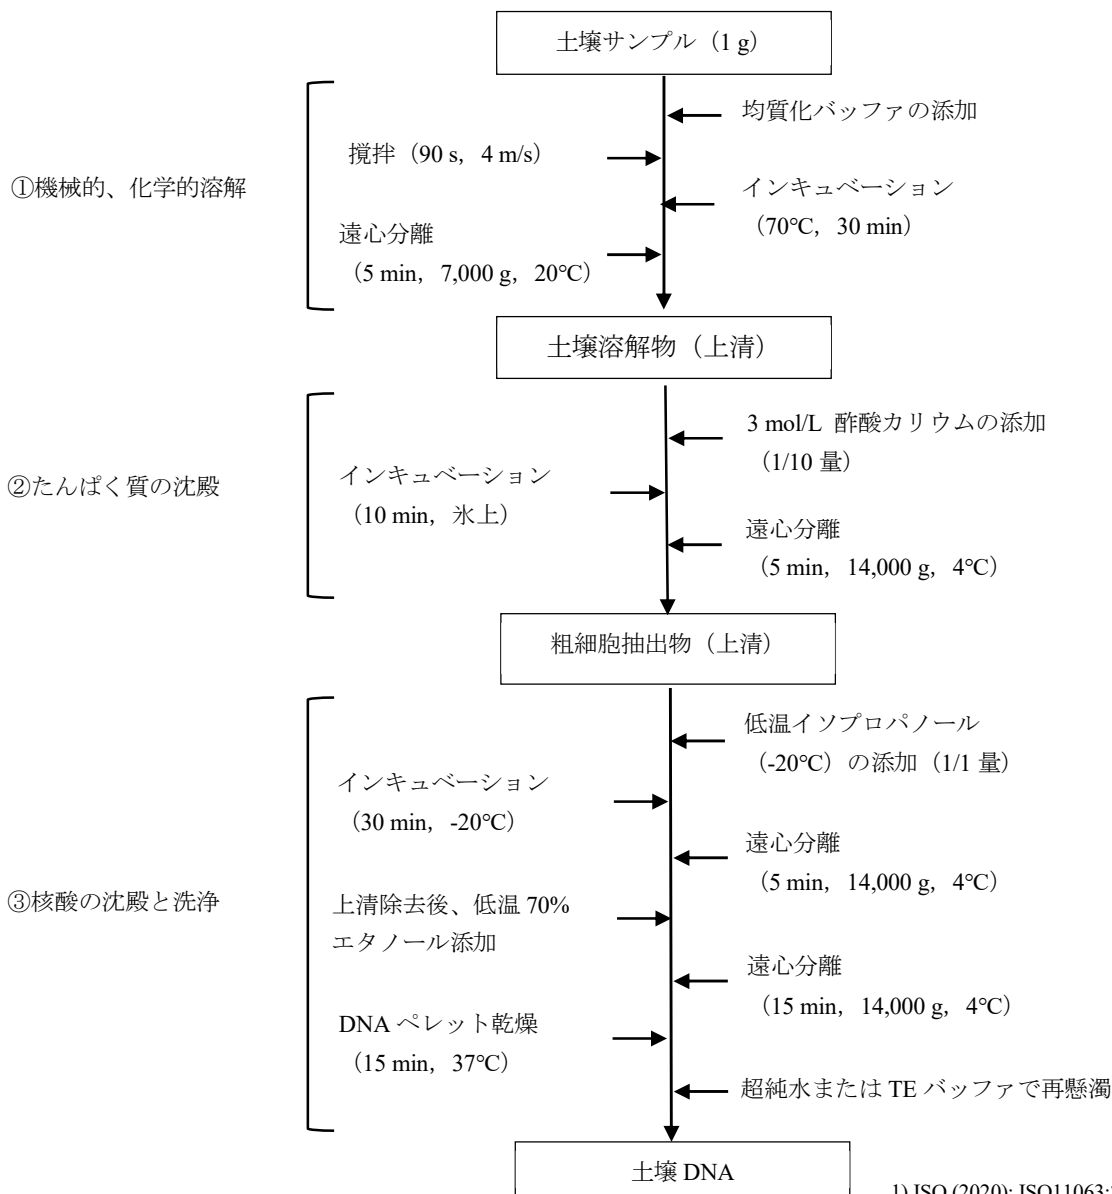 土壌サンプル（1 g）
均質化バッファの添加
撹拌（90 s，4 m/s）
①機械的、化学的溶解
インキュベーション
（70℃，30 min）
遠心分離
（5 min，7,000 g，20℃）
土壌溶解物（上清）
3 mol/L 酢酸カリウムの添加
（1/10 量）
②たんぱく質の沈殿
インキュベーション
（10 min，氷上）
遠心分離
（5 min，14,000 g，4℃）
粗細胞抽出物（上清）
低温イソプロパノール
（-20℃）の添加（1/1 量）
インキュベーション
（30 min，-20℃）
遠心分離
（5 min，14,000 g，4℃）
③核酸の沈殿と洗浄
上清除去後、低温 70%
エタノール添加
遠心分離
（15 min，14,000 g，4℃）
DNA ペレット乾燥
（15 min，37℃）
超純水または TE バッファで再懸濁
土壌 DNA
1) ISO (2020): ISO11063: